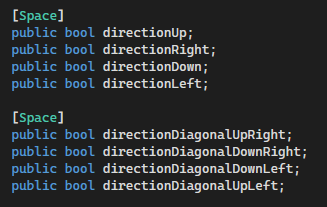 [Space]
public bool directionUp;
public bool directionRight;
public bool directionDown;
public bool directionLeft;
[Space]
public bool directionDiagonalUpRight;
public bool directionDiagonalDownRight;
public bool directionDiagonalDownLeft;
public bool directionDiagonalUpLeft;